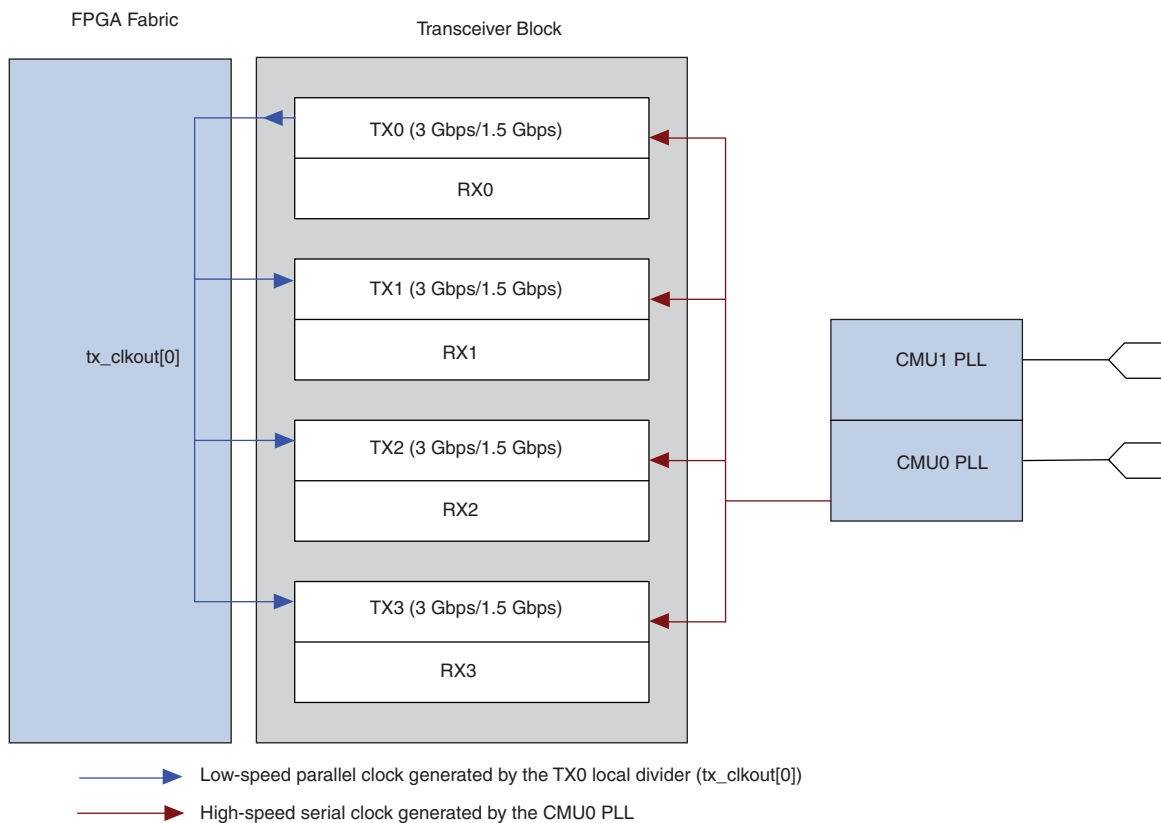 FPGA Fabric
Transceiver Block
TX0 (3 Gbps/1.5 Gbps)
RX0
TX1 (3 Gbps/1.5 Gbps)
RX1
tx_clkout[0]
CMU1 PLL
TX2 (3 Gbps/1.5 Gbps)
CMU0 PLL
RX2
TX3 (3 Gbps/1.5 Gbps)
RX3
Low-speed parallel clock generated by the TX0 local divider (tx_clkout[0])
High-speed serial clock generated by the CMU0 PLL